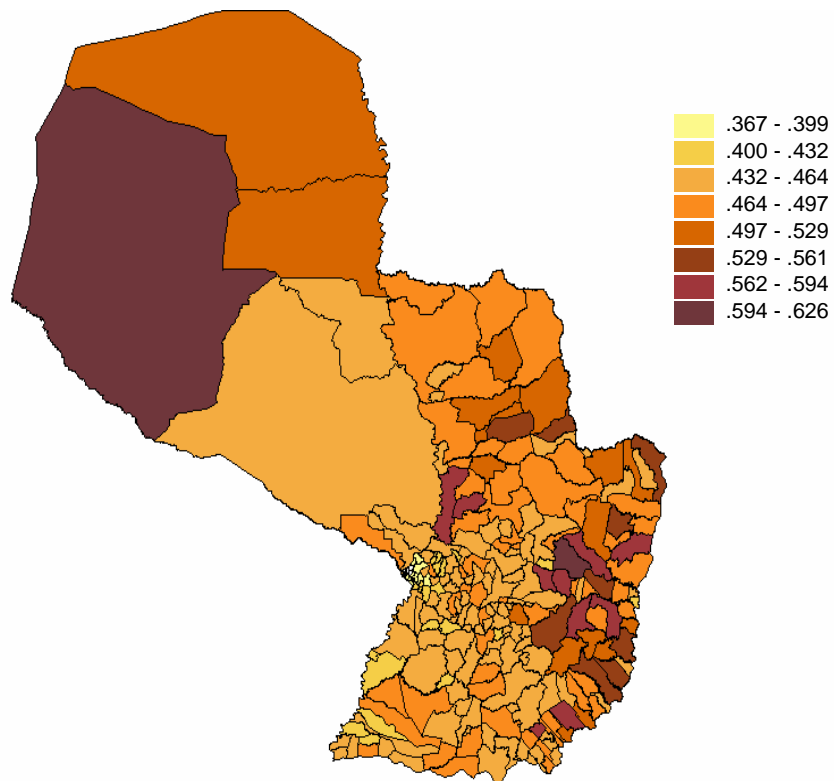 .367 - .399
.400 - .432
.432 - .464
.464 - .497
.497 - .529
.529 - .561
.562 - .594
.594 - .626